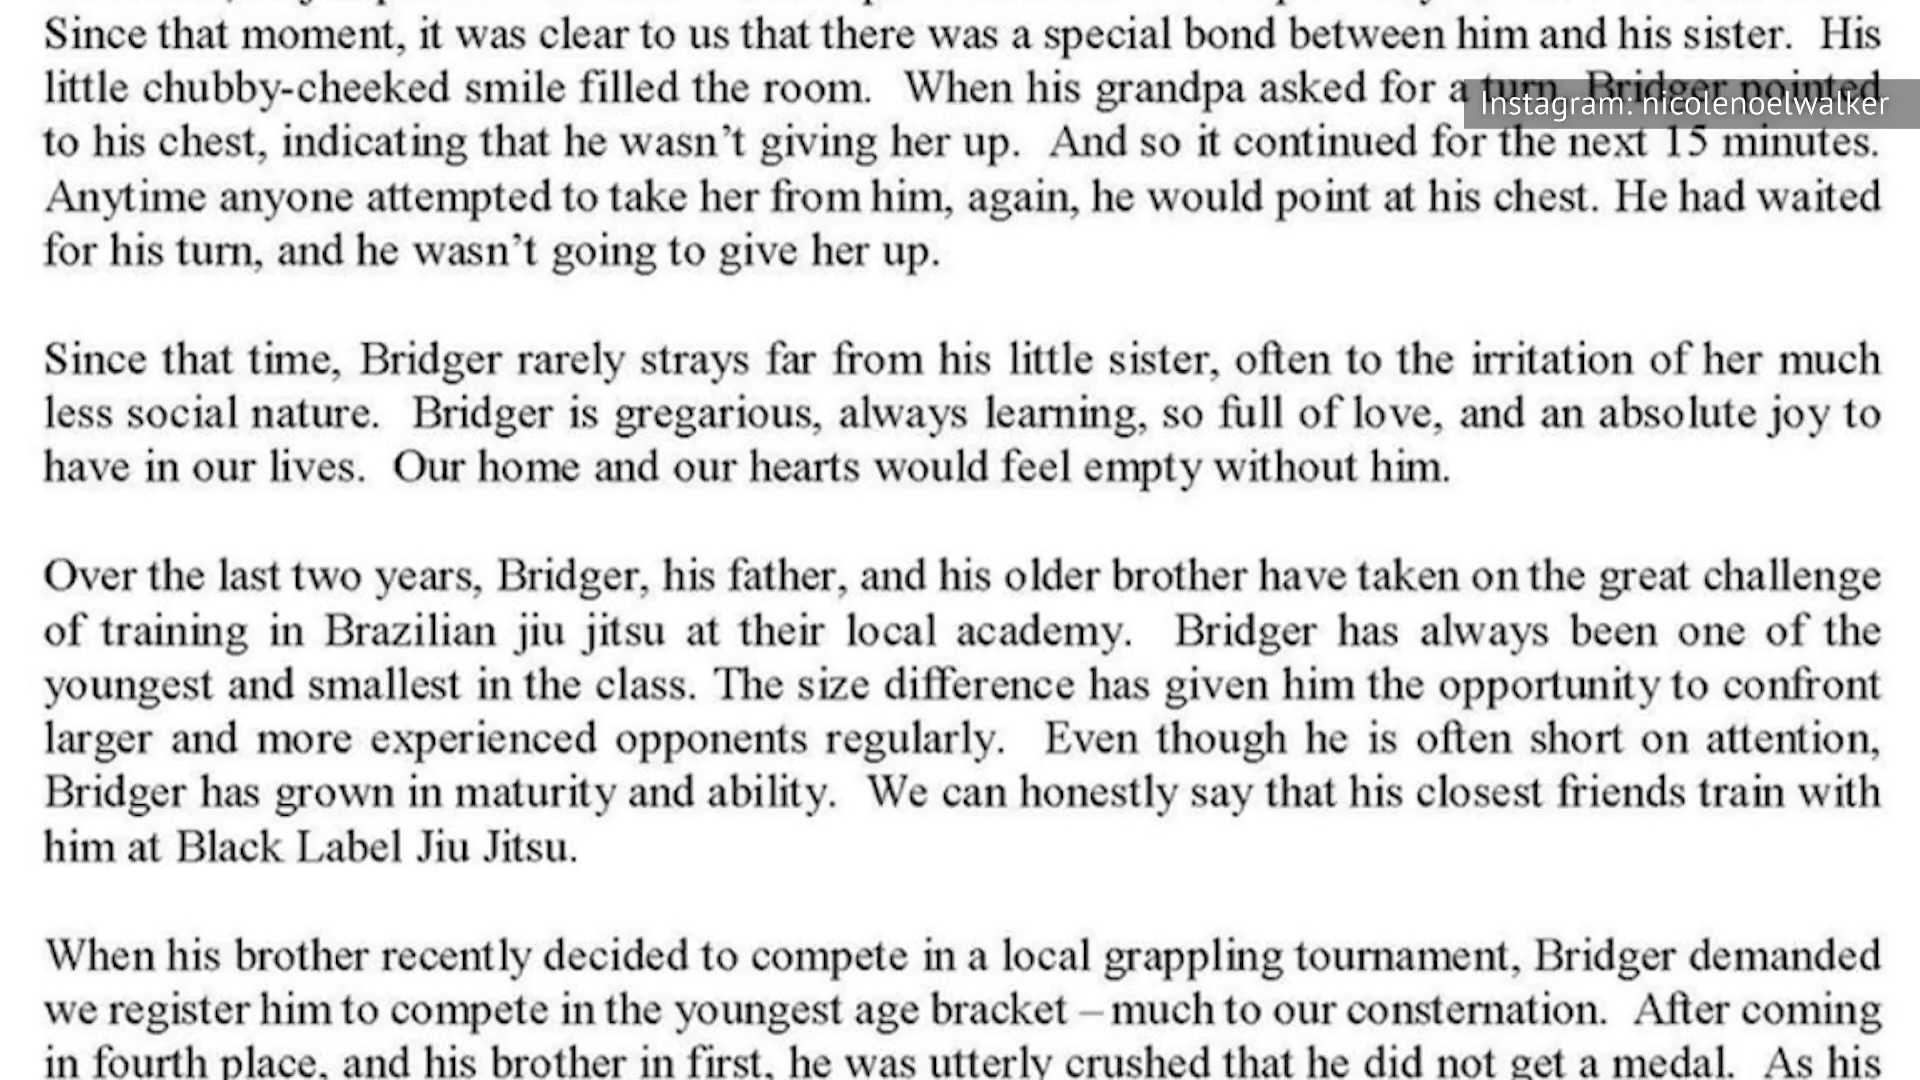 Since that moment, it was clear to us that there was a special bond between him and his sister. His
little chubby-cheeked smile filled the room. When his grandpa asked for a turn, Bridger pointed
Instagram: nicolenoelwalker
to his chest, indicating that he wasn't giving her up. And so it continued for the next 15 minutes.
Anytime anyone attempted to take her from him, again, he would point at his chest. He had waited
for his turn, and he wasn't going to give her up.
Since that time, Bridger rarely strays far from his little sister, often to the irritation of her much
less social nature. Bridger is gregarious, always learning, so full of love, and an absolute joy to
have in our lives. Our home and our hearts would feel empty without him.
Over the last two years, Bridger, his father, and his older brother have taken on the great challenge
of training in Brazilian jiu jitsu at their local academy. Bridger has always been one of the
youngest and smallest in the class. The size difference has given him the opportunity to confront
larger and more experienced opponents regularly. Even though he is often short on attention,
Bridger has grown in maturity and ability. We can honestly say that his closest friends train with
him at Black Label Jiu Jitsu.
When his brother recently decided to compete in a local grappling tournament, Bridger demanded
we register him to compete in the youngest age bracket – much to our consternation. After coming
in fourth place, and his brother in first, he was utterly crushed that he did not get a medal. As his